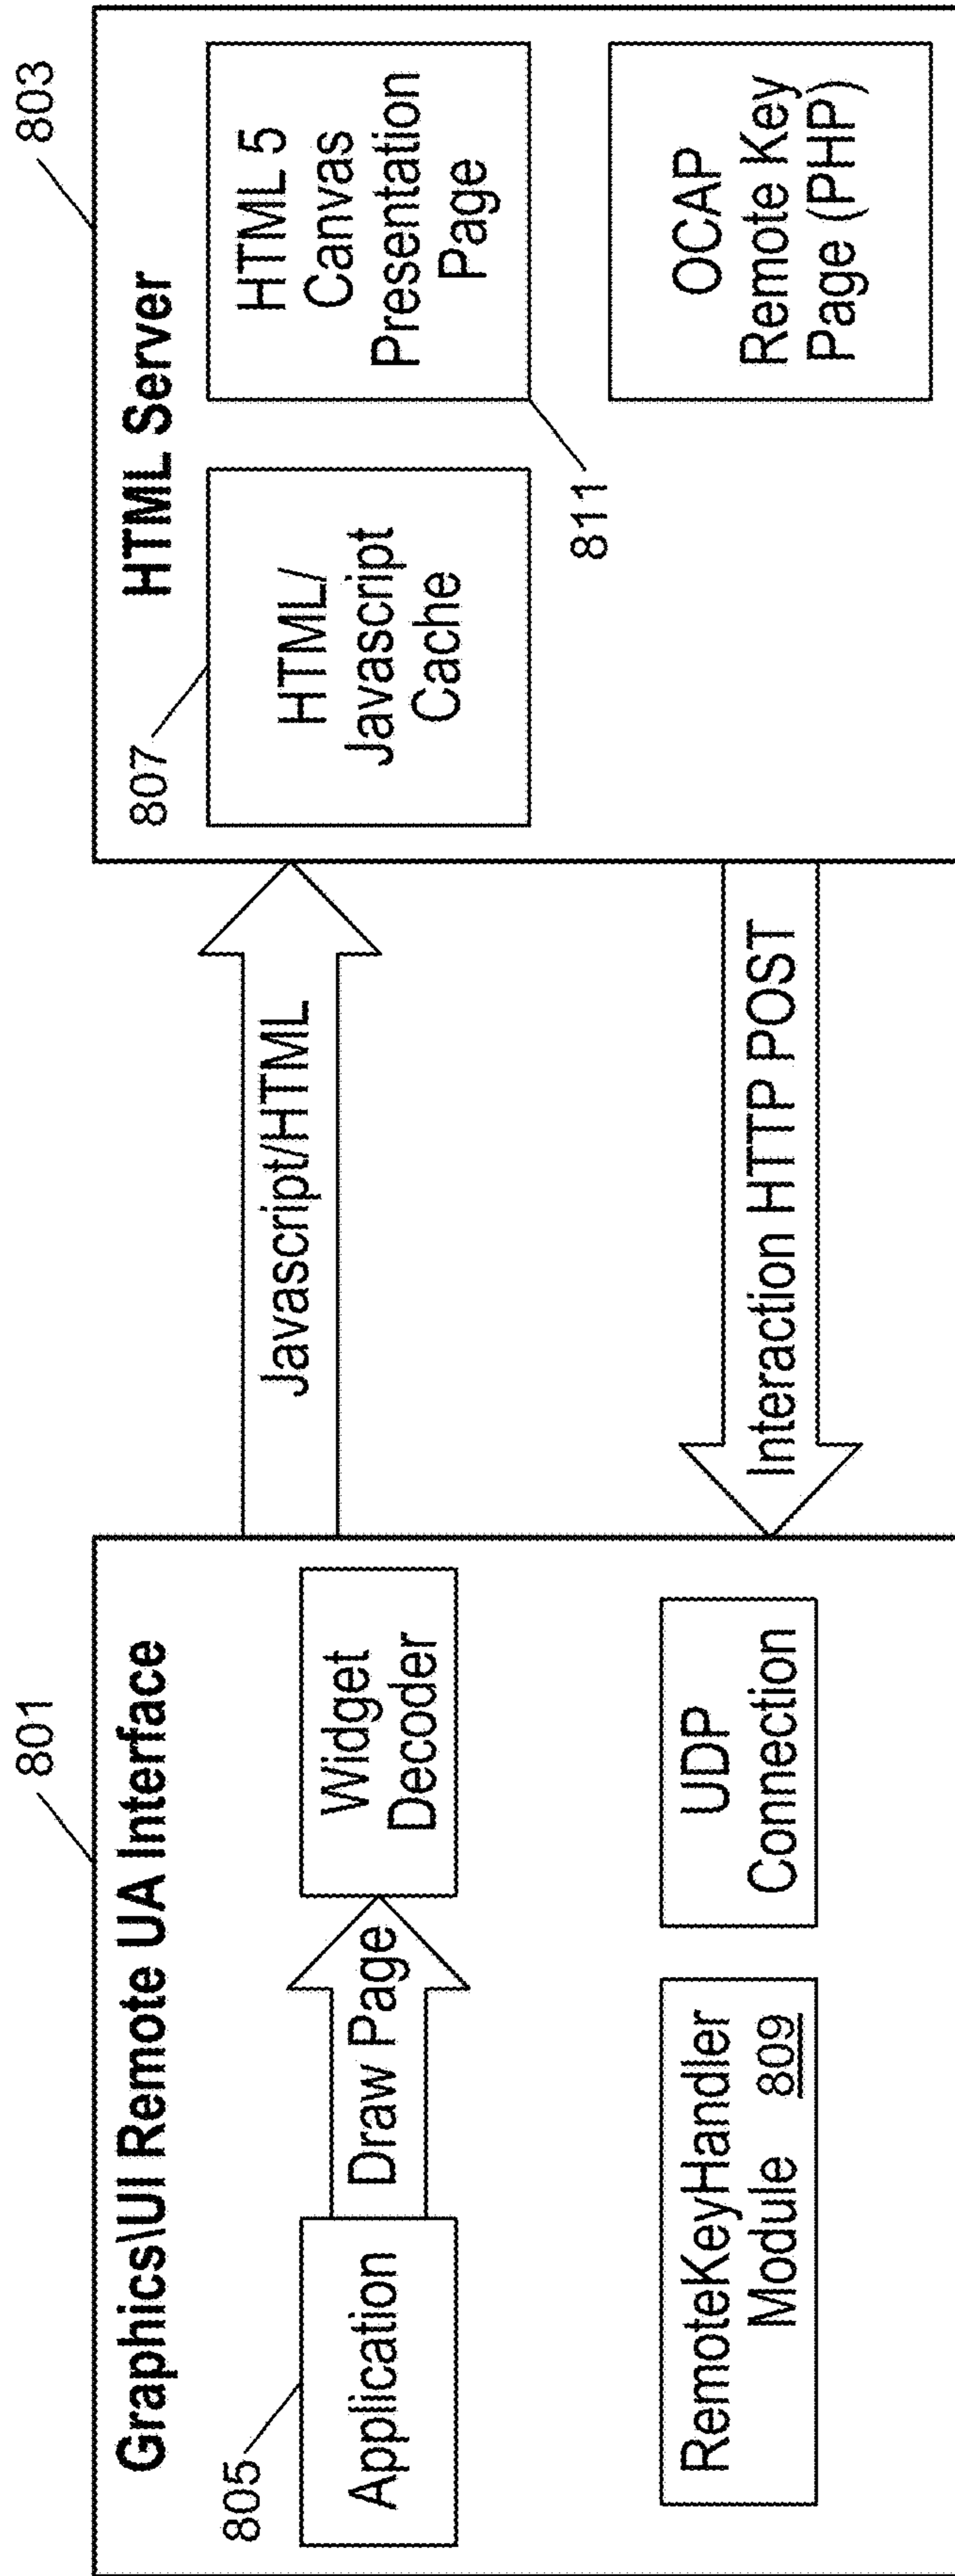 801
Graphics\UI Remote UA Interface
805
Application
Draw Page
Widget
Decoder
RemoteKeyHandler
Module 809
UDP
Connection
Javascript/HTML
Interaction HTTP POST
803
HTML Server
807
HTML/
Javascript
Cache
HTML 5
Canvas
Presentation
Page
811
OCAP
Remote Key
Page (PHP)